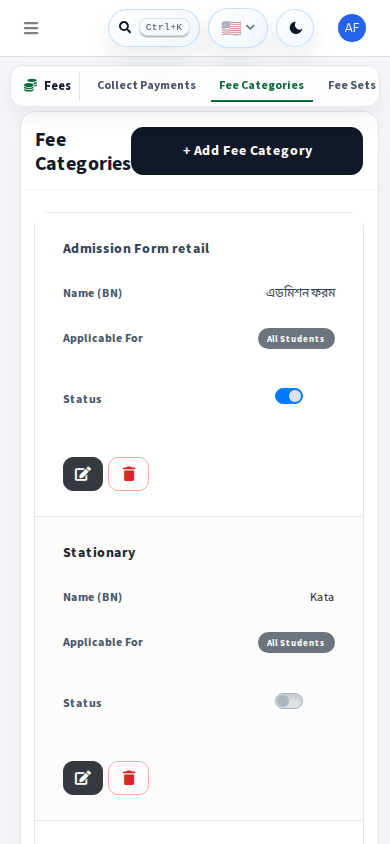 Ctrl+K
AF
Fees
Collect Payments
Fee Categories
Fee Sets
Fee Categories
+ Add Fee Category
Admission Form retail
Name (BN)
এডমিশন ফরম
Applicable For
All Students
Status
Stationary
Name (BN)
Kata
Applicable For
All Students
Status